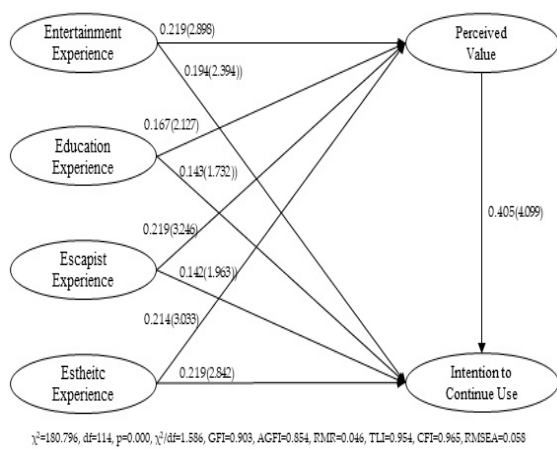 Entertainment
Experience
0.219(2.898)
Perceived
Value
0.194(2.394))
Education
Experience
0.167(2.127)
0.143(1.732))
0.405(4.099)
Escapist
Experience
0.219(3.246)
0.142(1.963))
0.214(3.033)
Estheitc
Experience
0.219(2.842)
Intention to
Continue Use
χ²=180.796, df=114, p=0.000, χ²/df=1.586, GFI=0.903, AGFI=0.854, RMR=0.046, TLI=0.954, CFI=0.965, RMSEA=0.058